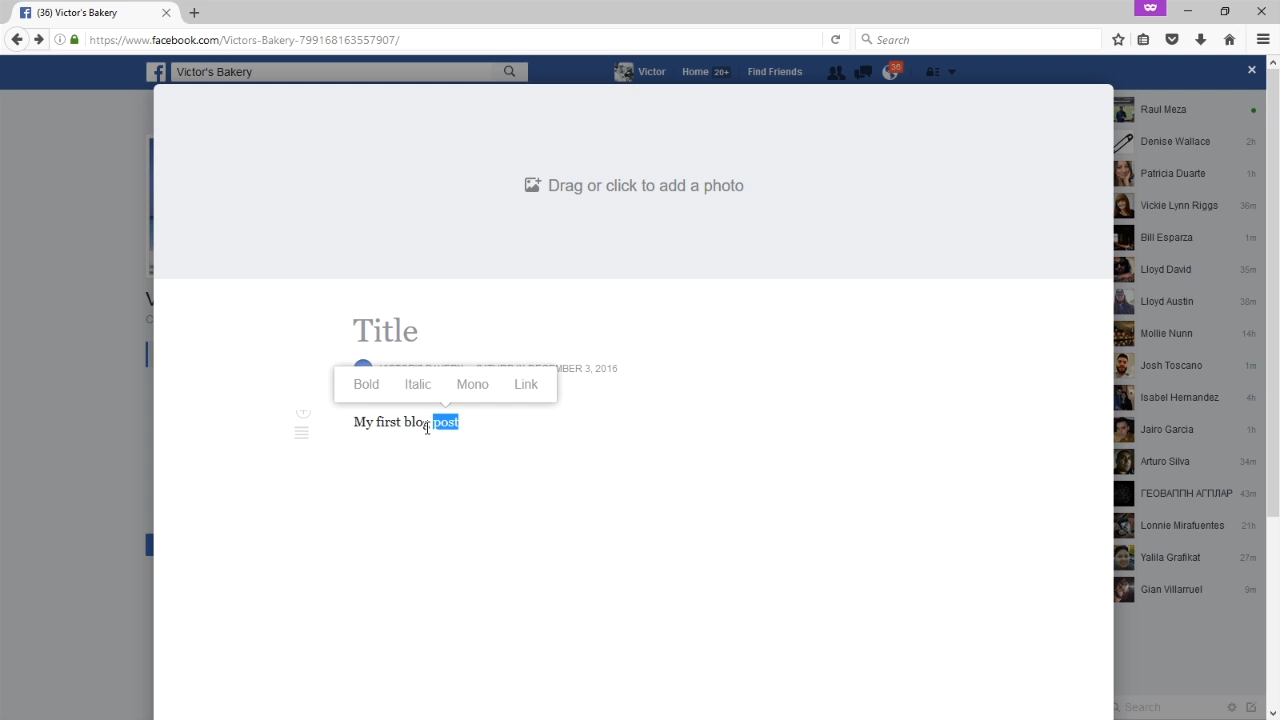 (36) Victor's Bakery
https://www.facebook.com/Victors-Bakery-799168163557907/
Search
Victor's Bakery
Victor
Home 20+
Find Friends
36
Drag or click to add a photo
Title
MBER 3, 2016
Bold Italic Mono Link
My first blog post
Raul Meza
Denise Wallace 2h
Patricia Duarte 1h
Vickie Lynn Riggs 36m
Bill Esparza 1m
Lloyd David 35m
Lloyd Austin 38m
Mollie Nunn 14h
Josh Toscano 1m
Isabel Hernandez 4h
Jairo Garcia 1h
Arturo Silva 34m
43m
Lonnie Mirafuentes 21h
Yalila Grafikat 27m
Gian Villarruel 9m
Search